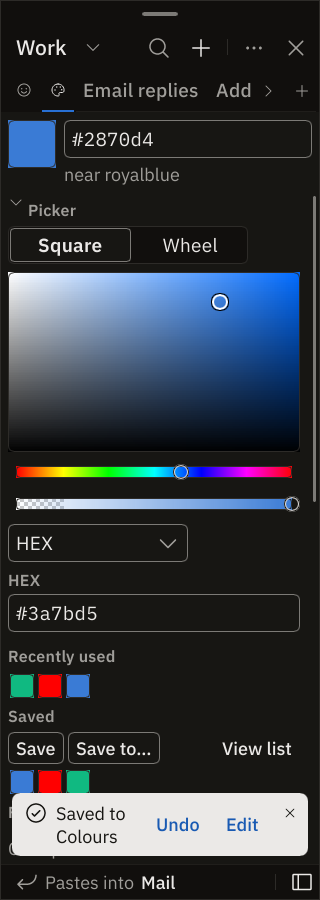 Work
Email replies Add
#2870d4
near royalblue
Picker
Square Wheel
HEX
HEX
#3a7bd5
Recently used
Saved
Save Save to... View list
Saved to
Colours
Undo Edit
Pastes into Mail